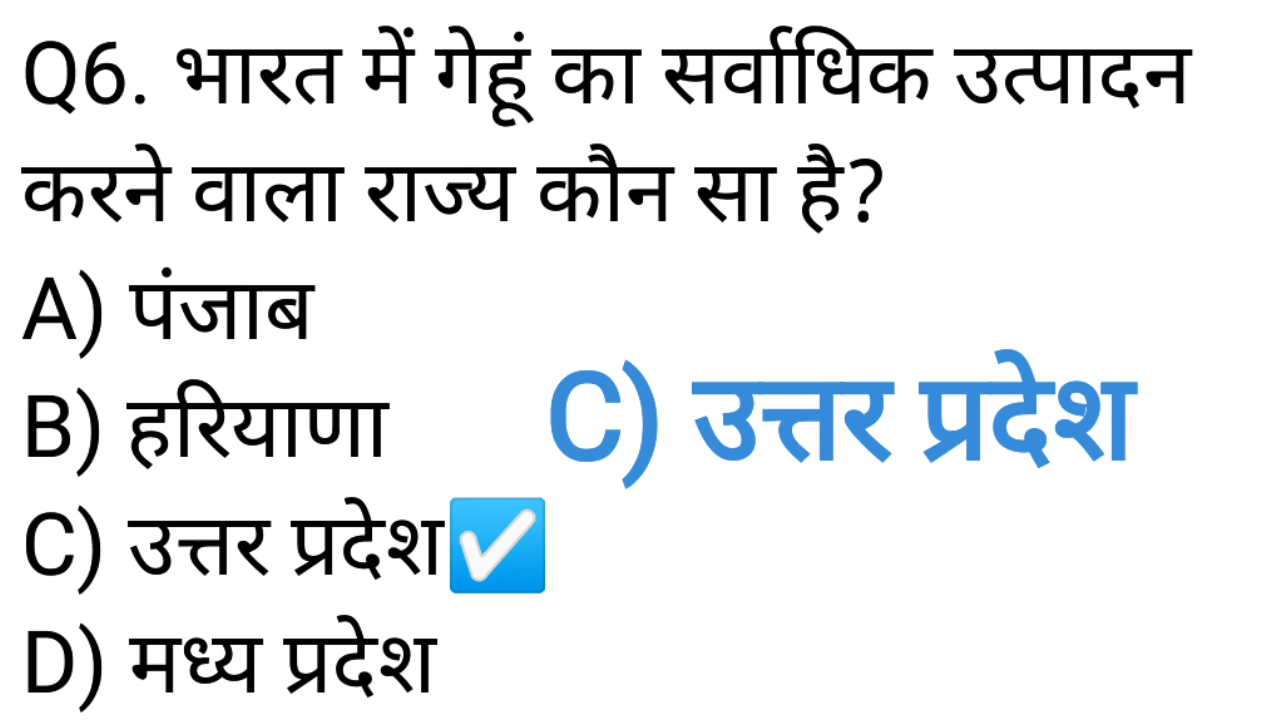 Q6. भारत में गेहूं का सर्वाधिक उत्पादन
करने वाला राज्य कौन सा है?
A) पंजाब
B) हरियाणा
C) उत्तर प्रदेश
C) उत्तर प्रदेश✅
D) मध्य प्रदेश